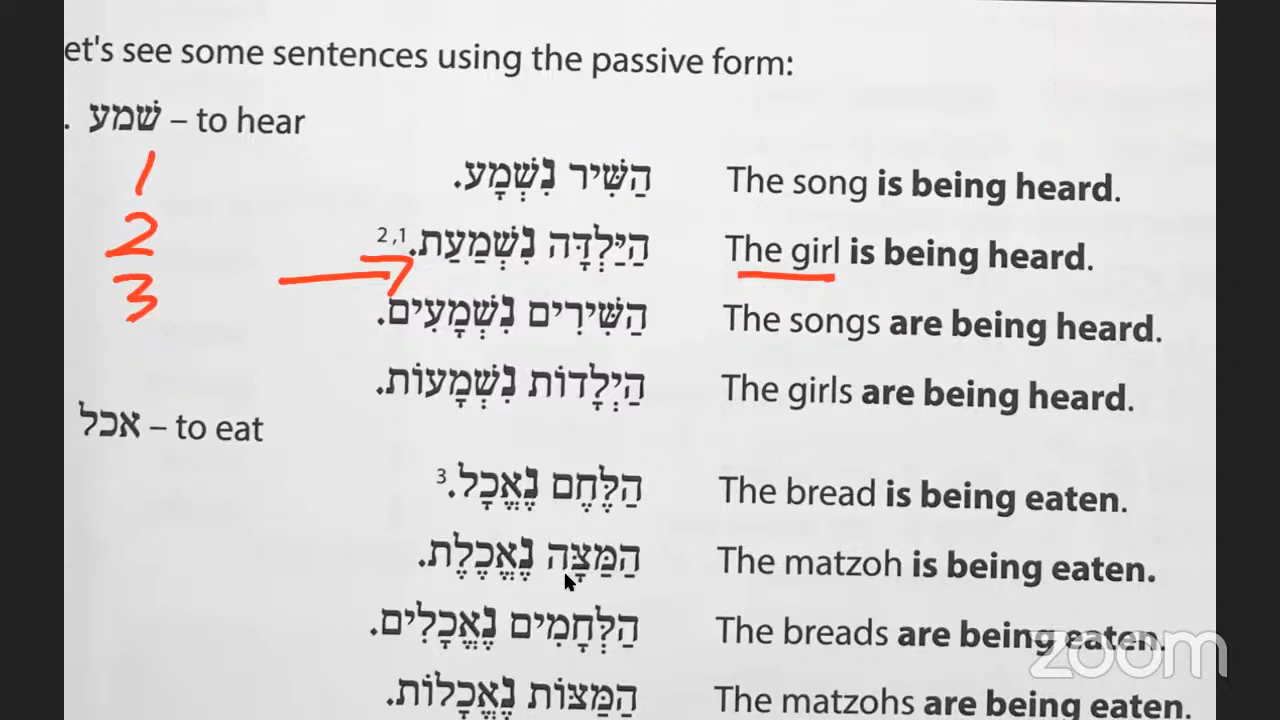 et's see some sentences using the passive form:
. שׁמע – to hear
1
2
3
הַשִּׁיר נִשְׁמָע. The song is being heard.
הַיַּלְדָּה נִשְׁמַעַת. 2,1 The girl is being heard.
הַשִּׁירִים נִשְׁמָעִים. The songs are being heard.
הַיְלָדוֹת נִשְׁמָעוֹת. The girls are being heard.
אכל – to eat
הַלֶּחֶם נֶאֱכָל. 3 The bread is being eaten.
הַמַּצָּה נֶאֱכֶלֶת. The matzoh is being eaten.
הַלְּחָמִים נֶאֱכָלִים. The breads are being eaten.
הַמַּצּוֹת נֶאֱכָלוֹת. The matzohs are being eaten.
zoom